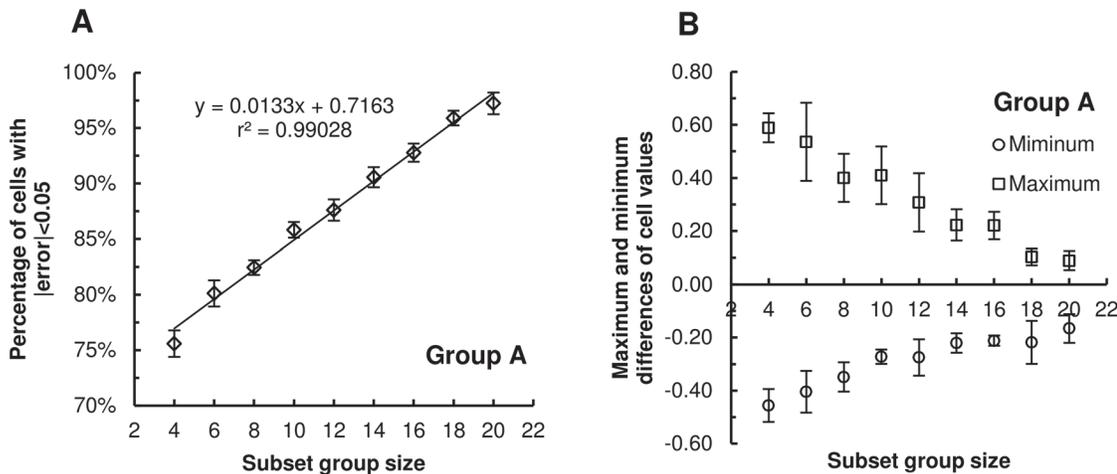 A
Percentage of cells with
|error|<0.05
100%
95%
90%
85%
80%
75%
70%
y = 0.0133x + 0.7163
r² = 0.99028
Group A
2 4 6 8 10 12 14 16 18 20 22
Subset group size
B
Maximum and minimum
differences of cell values
0.80
0.60
0.40
0.20
0.00
-0.20
-0.40
-0.60
Group A
Miminum
Maximum
2 4 6 8 10 12 14 16 18 20 22
Subset group size